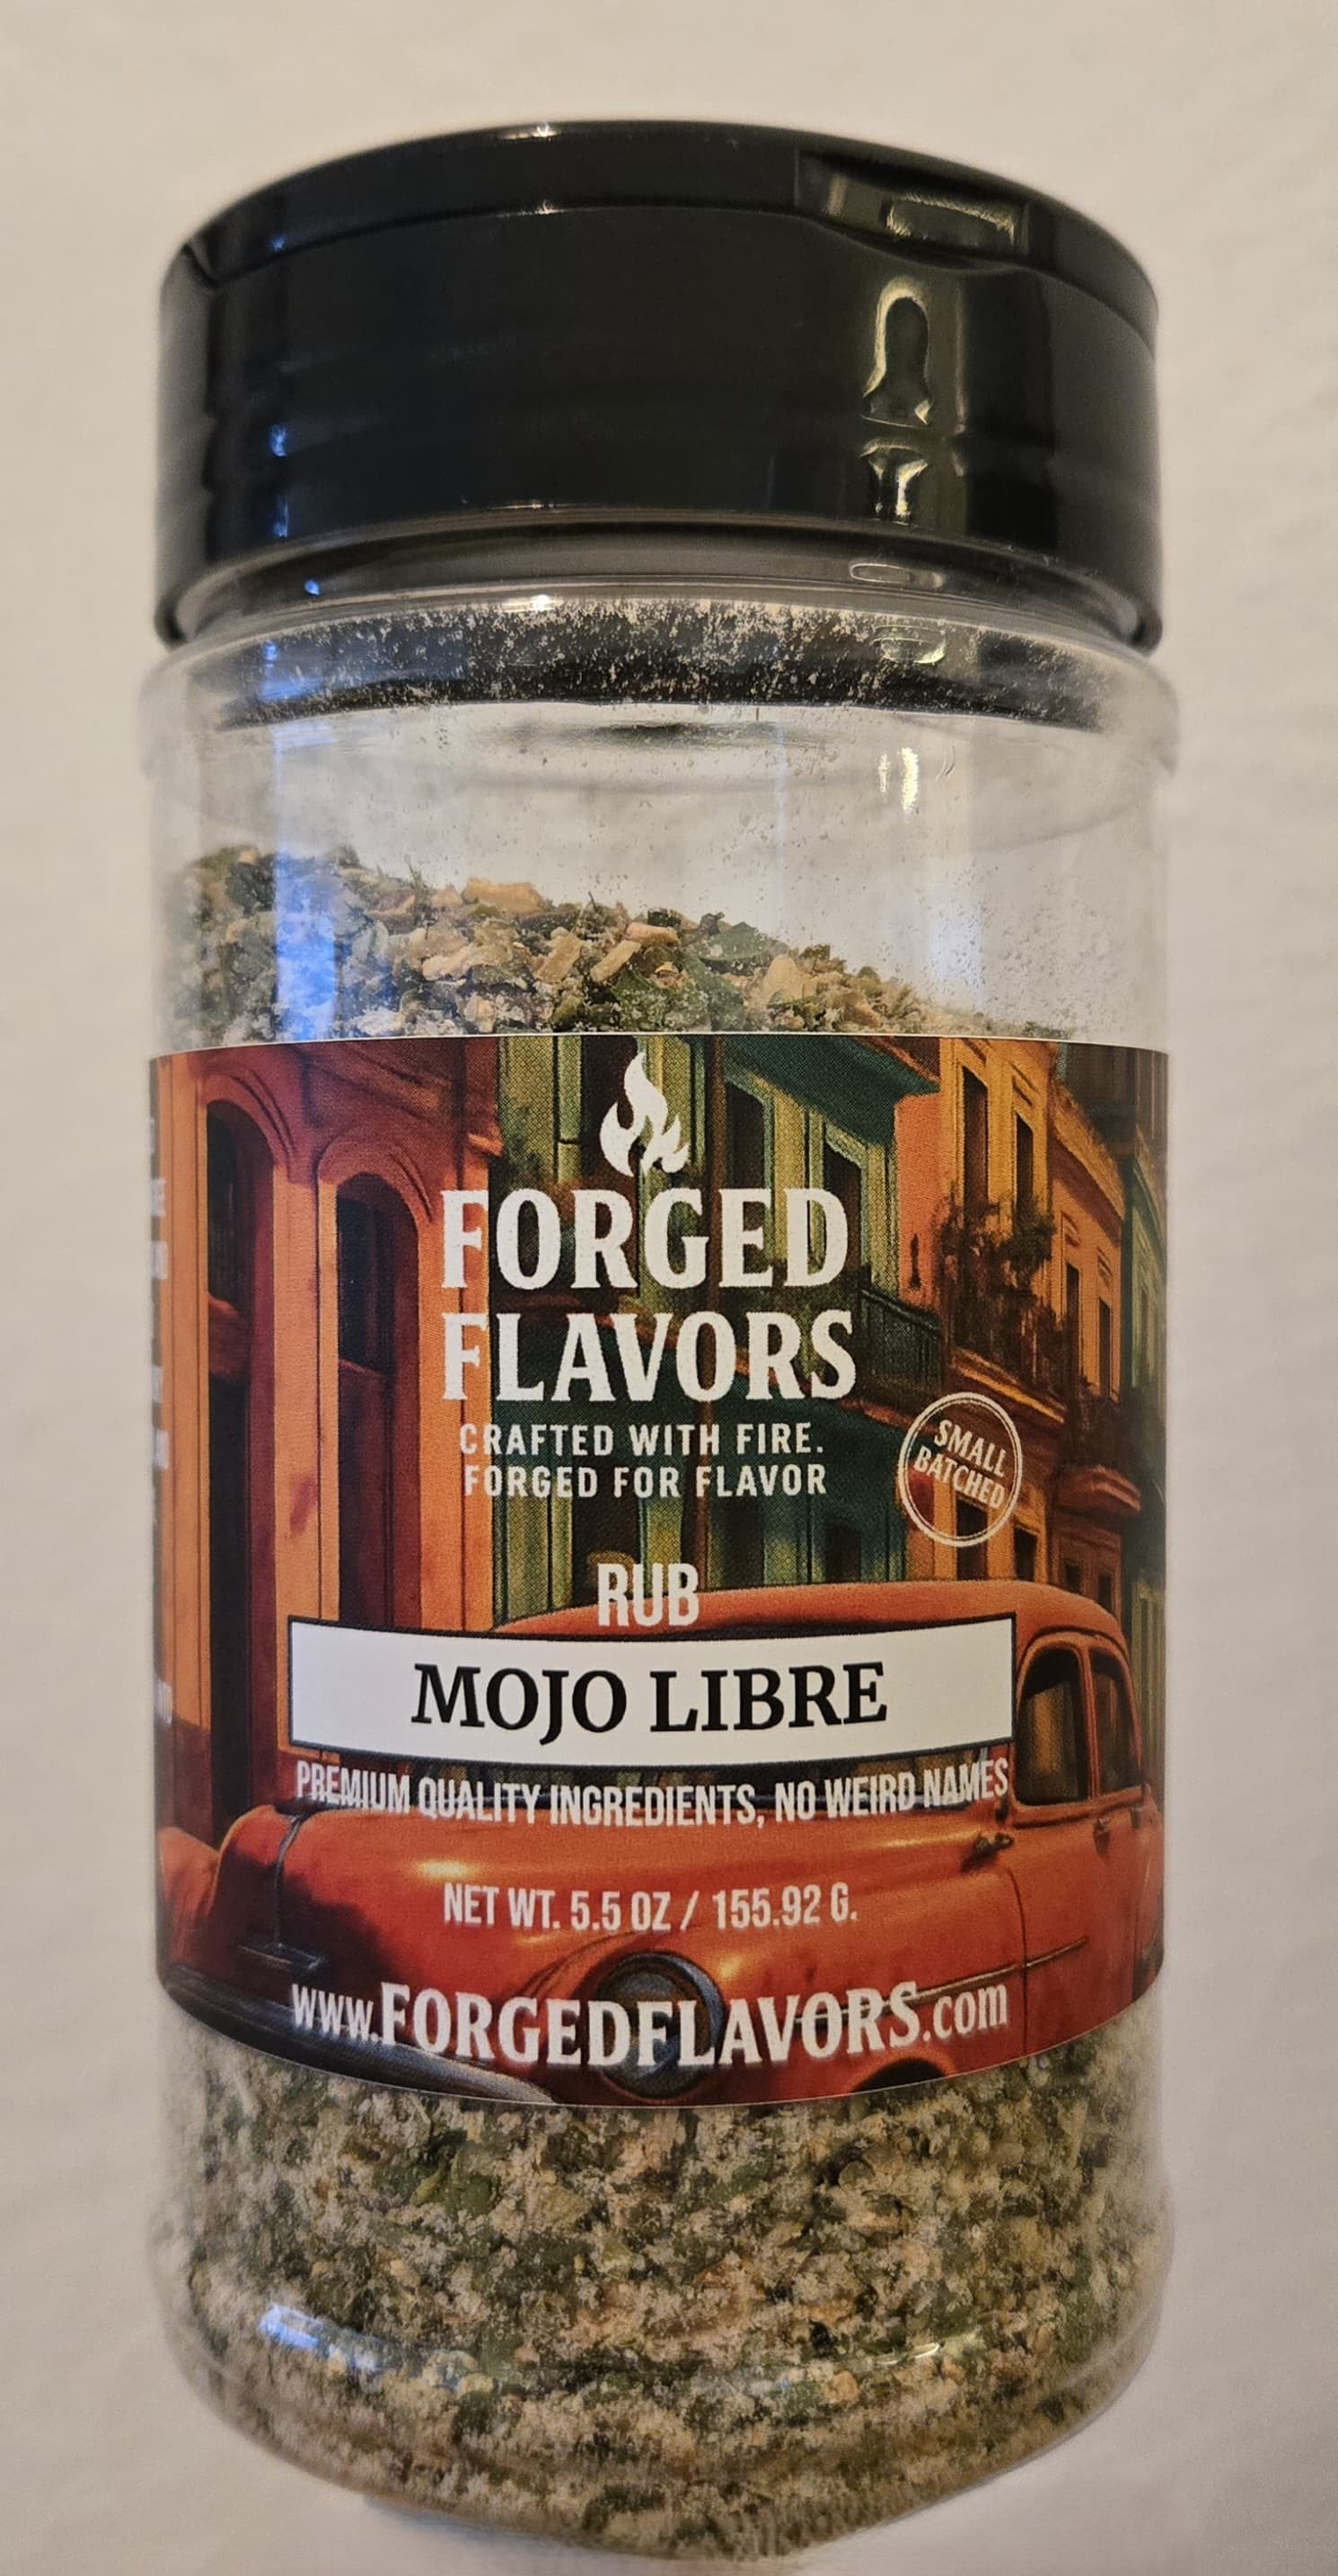 FORGED
FLAVORS
CRAFTED WITH FIRE.
FORGED FOR FLAVOR
SMALL
BATCHED
RUB
MOJO LIBRE
PREMIUM QUALITY INGREDIENTS, NO WEIRD NAMES
NET WT. 5.5 OZ / 155.92 G.
www.FORGEDFLAVORS.com